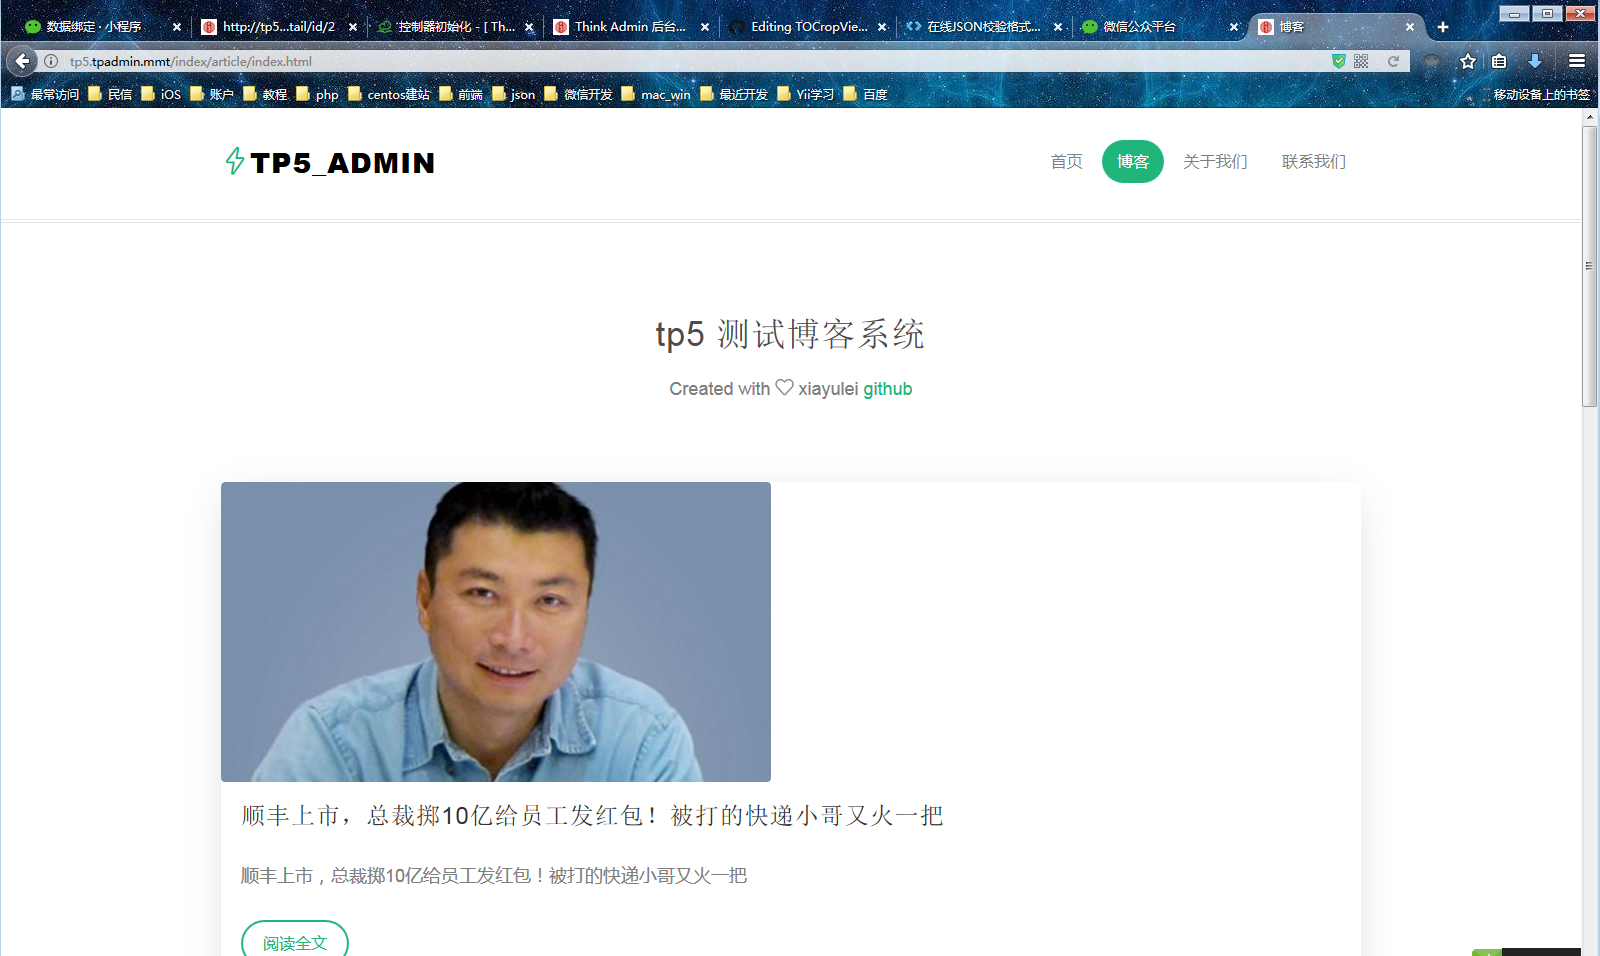 数据绑定 · 小程序
http://tp5...tail/id/2
控制器初始化 - [ Th...
Think Admin 后台...
Editing TOCropVie...
在线JSON校验格式...
微信公众平台
博客
tp5.tpadmin.mmt/index/article/index.html
最常访问 民信 iOS 账户 教程 php centos建站 前端 json 微信开发 mac_win 最近开发 Yii学习 百度 移动设备上的书签
TP5_ADMIN
首页 博客 关于我们 联系我们
tp5 测试博客系统
Created with ♡ xiayulei github
顺丰上市，总裁掷10亿给员工发红包！被打的快递小哥又火一把
顺丰上市，总裁掷10亿给员工发红包！被打的快递小哥又火一把
阅读全文